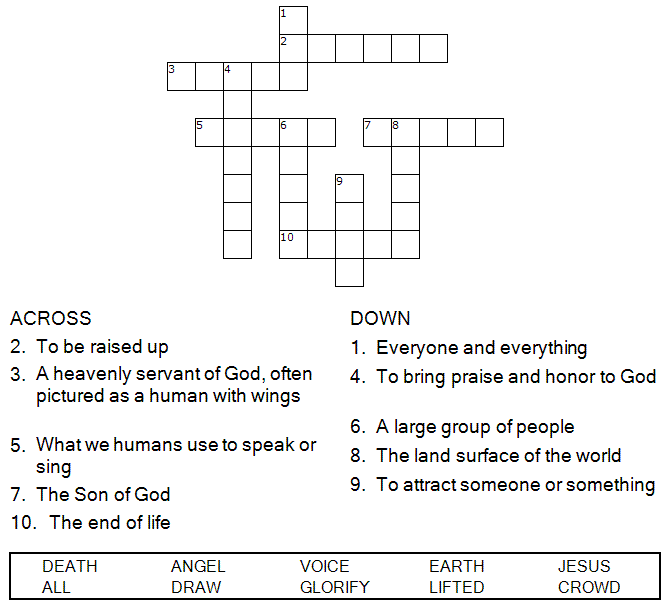 1
2
3 4
5 6 7 8
9
10
ACROSS
2. To be raised up
3. A heavenly servant of God, often
pictured as a human with wings
5. What we humans use to speak or
sing
7. The Son of God
10. The end of life
DOWN
1. Everyone and everything
4. To bring praise and honor to God
6. A large group of people
8. The land surface of the world
9. To attract someone or something
DEATH ANGEL VOICE EARTH JESUS
ALL DRAW GLORIFY LIFTED CROWD